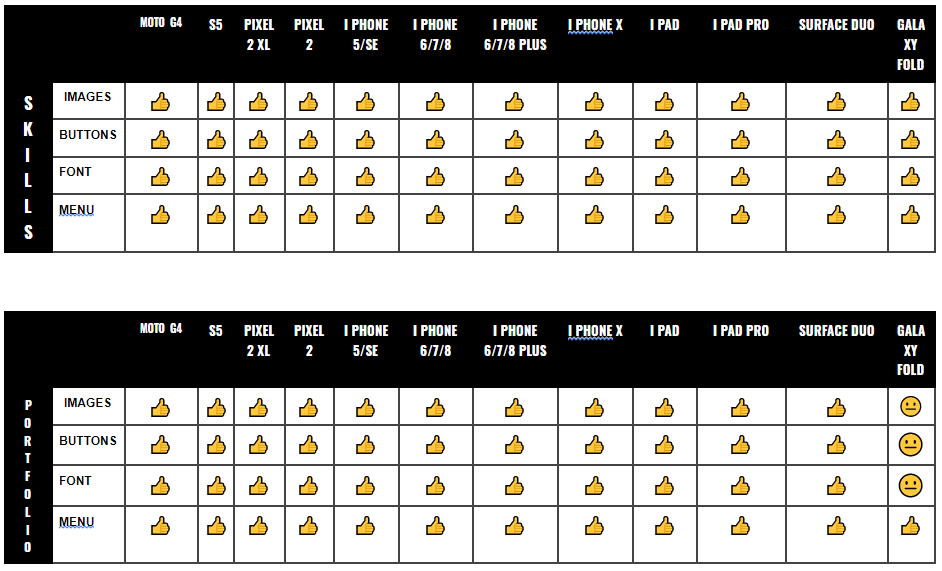 MOTO G4 S5 PIXEL 2 XL PIXEL 2 I PHONE 5/SE I PHONE 6/7/8 I PHONE 6/7/8 PLUS I PHONE X I PAD I PAD PRO SURFACE DUO GALA XY FOLD
SKILLS
IMAGES 👍 👍 👍 👍 👍 👍 👍 👍 👍 👍 👍 👍
BUTTONS 👍 👍 👍 👍 👍 👍 👍 👍 👍 👍 👍 👍
FONT 👍 👍 👍 👍 👍 👍 👍 👍 👍 👍 👍 👍
MENU 👍 👍 👍 👍 👍 👍 👍 👍 👍 👍 👍 👍
MOTO G4 S5 PIXEL 2 XL PIXEL 2 I PHONE 5/SE I PHONE 6/7/8 I PHONE 6/7/8 PLUS I PHONE X I PAD I PAD PRO SURFACE DUO GALA XY FOLD
PORTFOLIO
IMAGES 👍 👍 👍 👍 👍 👍 👍 👍 👍 👍 👍 😐
BUTTONS 👍 👍 👍 👍 👍 👍 👍 👍 👍 👍 👍 😐
FONT 👍 👍 👍 👍 👍 👍 👍 👍 👍 👍 👍 😐
MENU 👍 👍 👍 👍 👍 👍 👍 👍 👍 👍 👍 👍